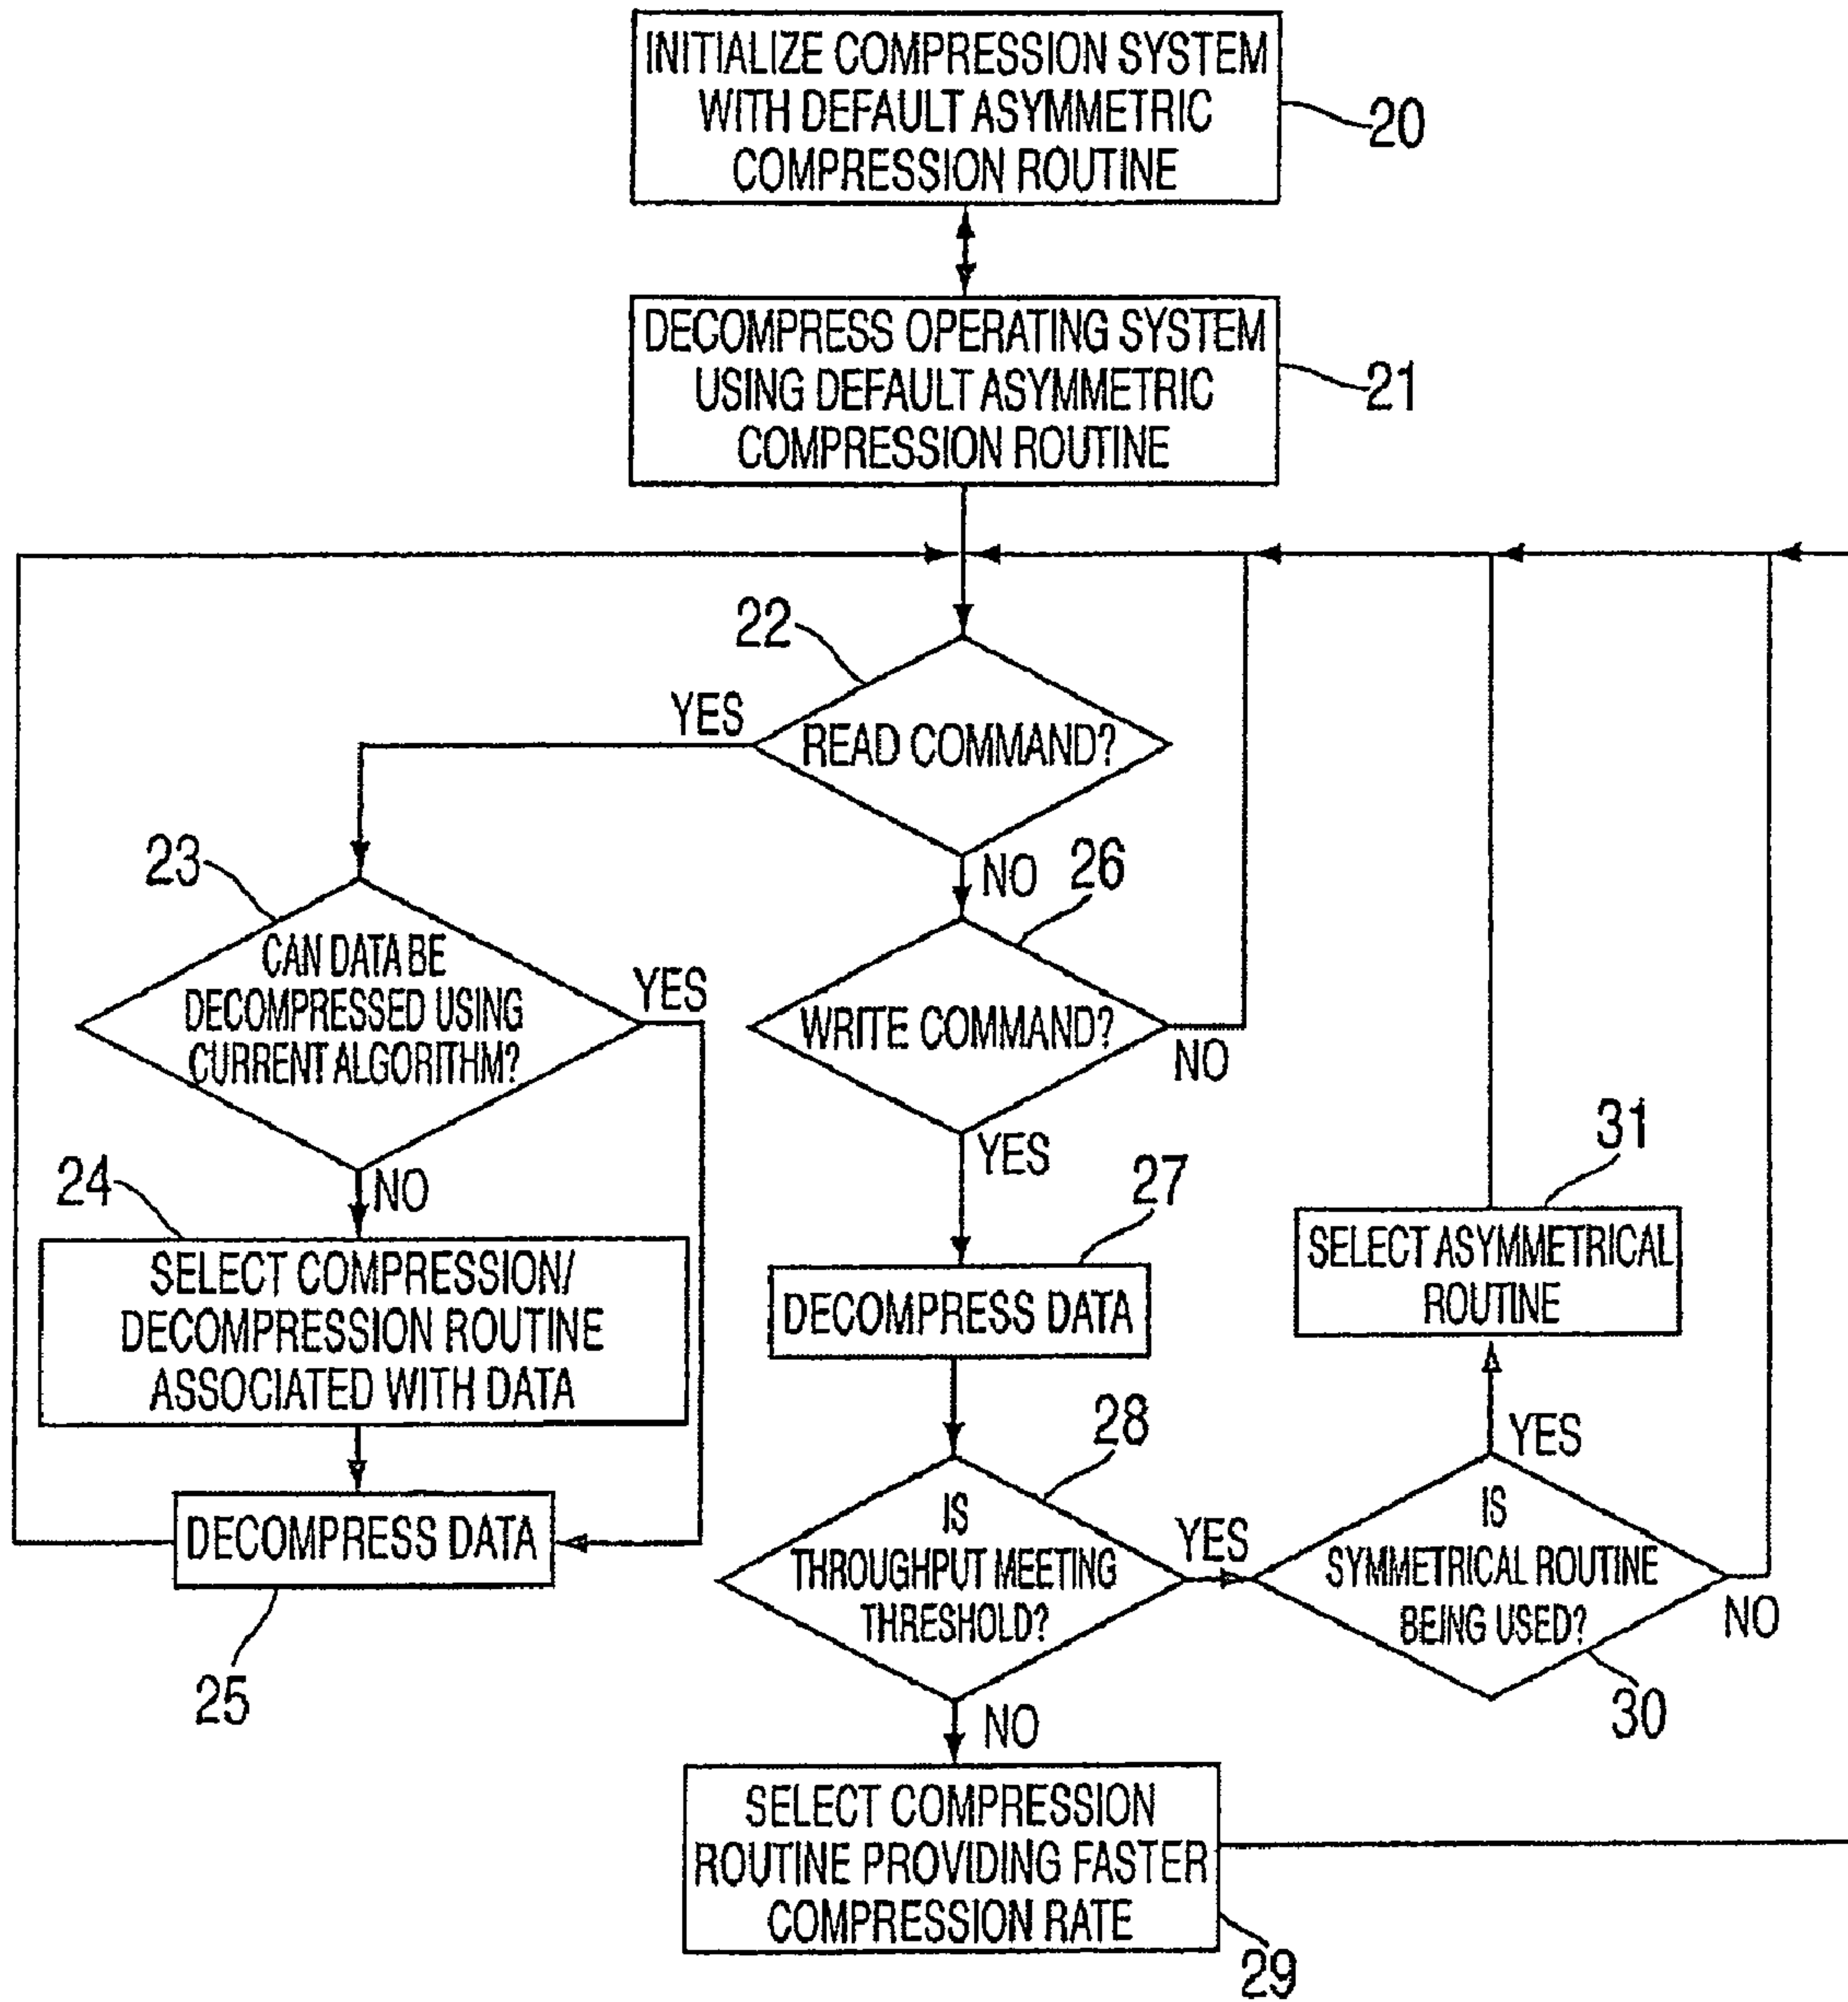 INITIALIZE COMPRESSION SYSTEM
WITH DEFAULT ASYMMETRIC
COMPRESSION ROUTINE
20
DECOMPRESS OPERATING SYSTEM
USING DEFAULT ASYMMETRIC
COMPRESSION ROUTINE
21
22
YES
READ COMMAND?
NO
23
CAN DATA BE
DECOMPRESSED USING
CURRENT ALGORITHM?
YES
NO
26
WRITE COMMAND?
NO
YES
24
SELECT COMPRESSION/
DECOMPRESSION ROUTINE
ASSOCIATED WITH DATA
27
DECOMPRESS DATA
31
SELECT ASYMMETRICAL
ROUTINE
DECOMPRESS DATA
25
28
IS
THROUGHPUT MEETING
THRESHOLD?
YES
NO
YES
IS
SYMMETRICAL ROUTINE
BEING USED?
NO
30
SELECT COMPRESSION
ROUTINE PROVIDING FASTER
COMPRESSION RATE
29